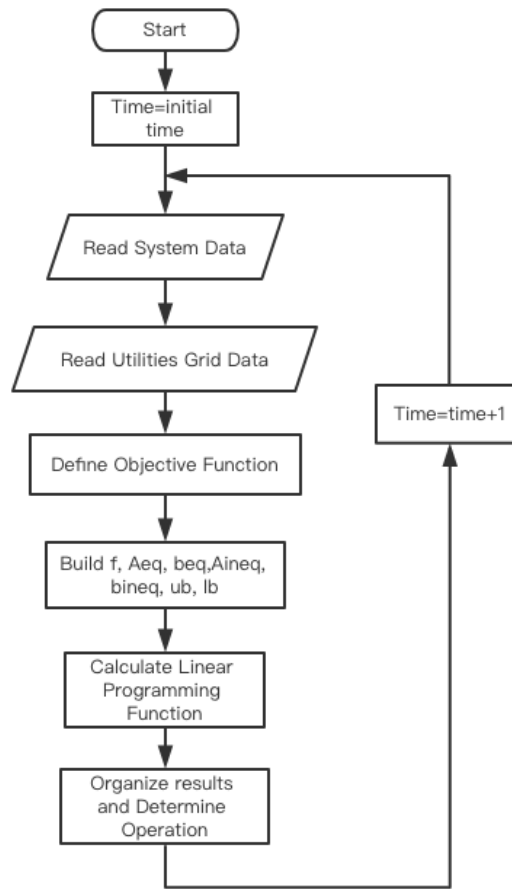 Start
Time=initial
time
Read System Data
Read Utilities Grid Data
Define Objective Function
Build f, Aeq, beq,Aineq,
bineq, ub, lb
Calculate Linear
Programming
Function
Organize results
and Determine
Operation
Time=time+1